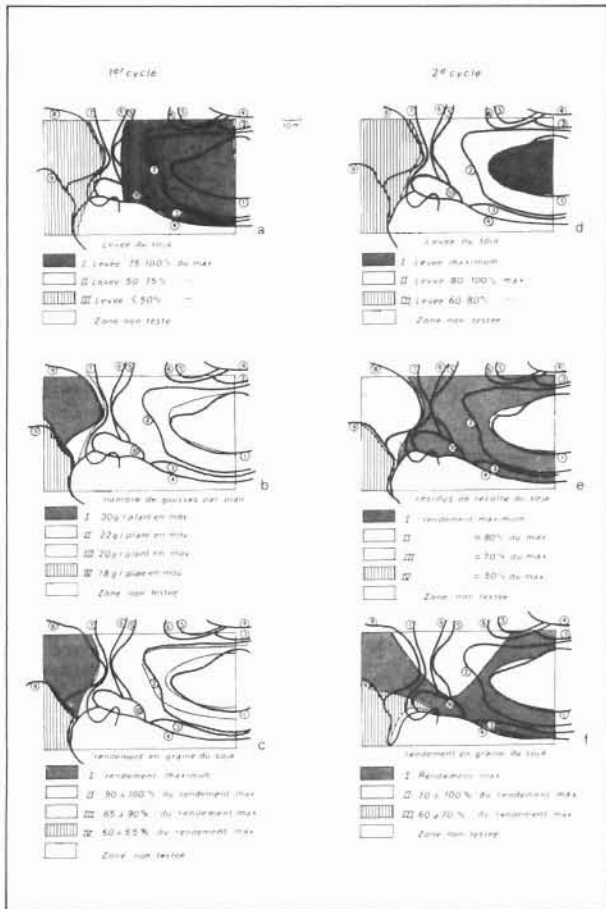 1er cycle
2e cycle
10m
a
Levée du soja
I Levée 75-100% du max
II Levée 50-75% —
III Levée ≤50% —
Zone non testé
d
Levée du soja
I Levée maximum
II Levée 80-100% max
III Levée 60-80% —
Zone non testée
b
nombre de gousses par plan
I 30g/plant en moy
II 22g/plant en moy
III 20g/plant en moy
IV 18g/plant en moy
Zone non testée
e
résidus de récolte du soja
I rendement maximum
II = 80% du max
III = 70% du max
IV = 50% du max
Zone non testée
c
rendement en graine du soja
I rendement maximum
II 90 à 100% du rendement max
III 65 à 90% du rendement max
IV 60 à 65% du rendement max
Zone non testée
f
rendement en graine du soja
I Rendement max
II 70 à 100% du rendement max
III 60 à 70% du rendement max
Zone non testée